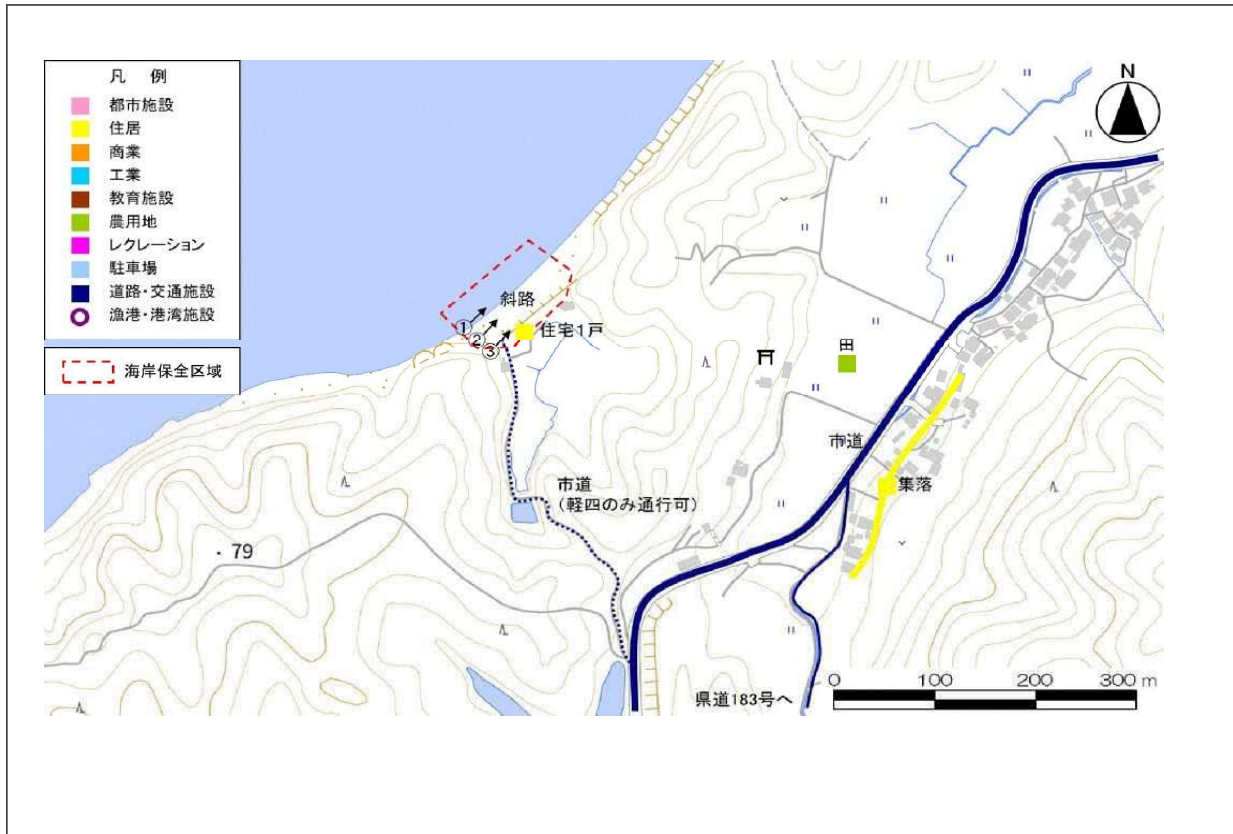 凡 例
都市施設
住居
商業
工業
教育施設
農用地
レクレーション
駐車場
道路・交通施設
漁港・港湾施設
海岸保全区域
N
斜路
①
②
③
住宅1戸
田
市道
集落
市道
(軽四のみ通行可)
・79
県道183号へ
0 100 200 300 m